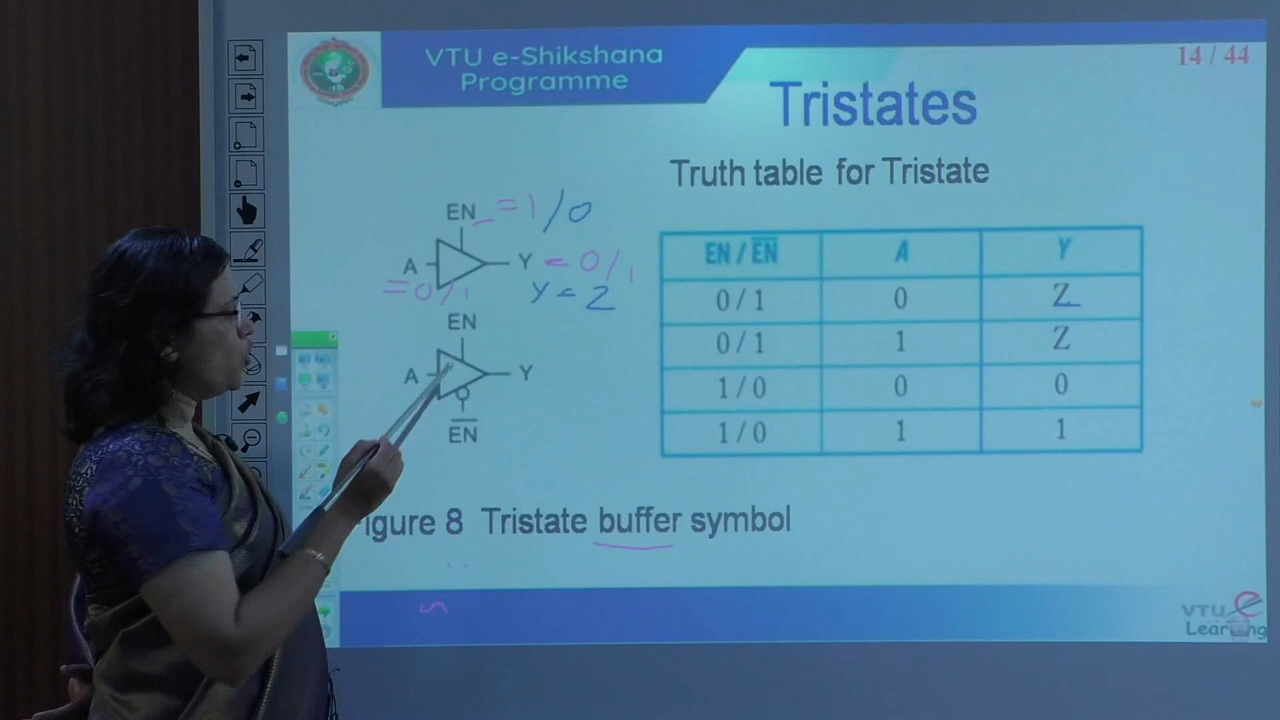 VTU e-Shikshana
Programme
14 / 44
Tristates
Truth table for Tristate
EN = 1 / 0
A Y = 0 / 1
= 0 / 1 Y = Z
EN
A Y
EN̅
EN / EN̅ A Y
0 / 1 0 Z
0 / 1 1 Z
1 / 0 0 0
1 / 0 1 1
igure 8 Tristate buffer symbol
VTU e
Learning